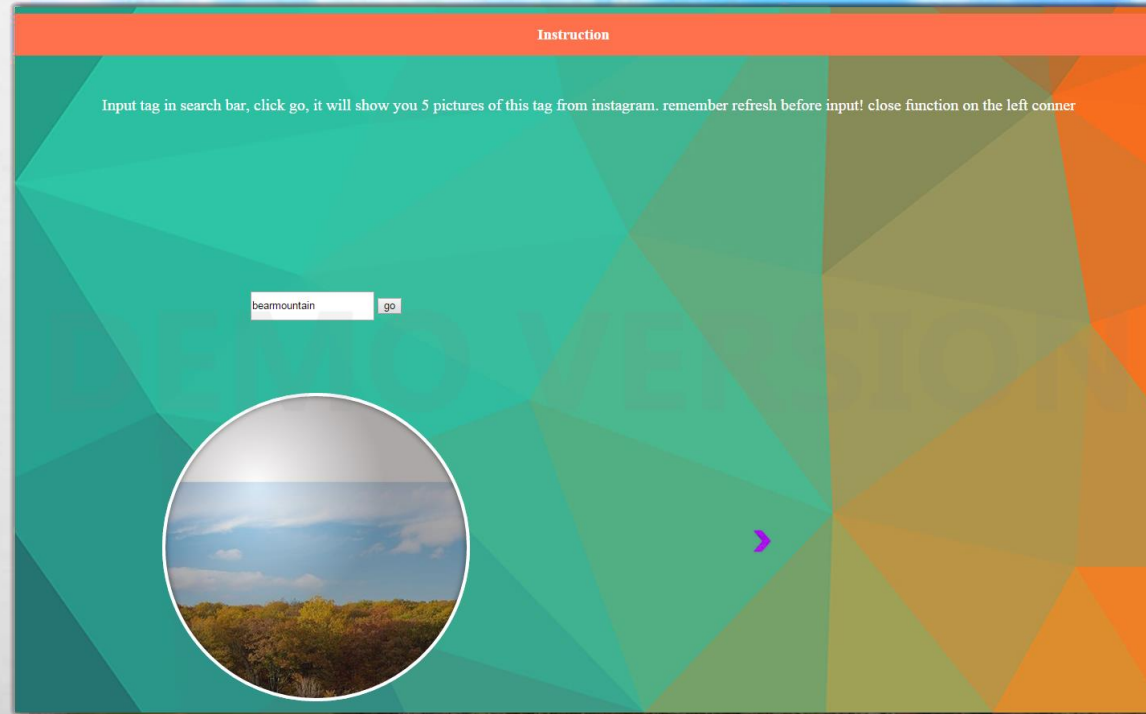 Instruction
Input tag in search bar, click go, it will show you 5 pictures of this tag from instagram. remember refresh before input! close function on the left conner
bearmountain
go
DEMO VERSION